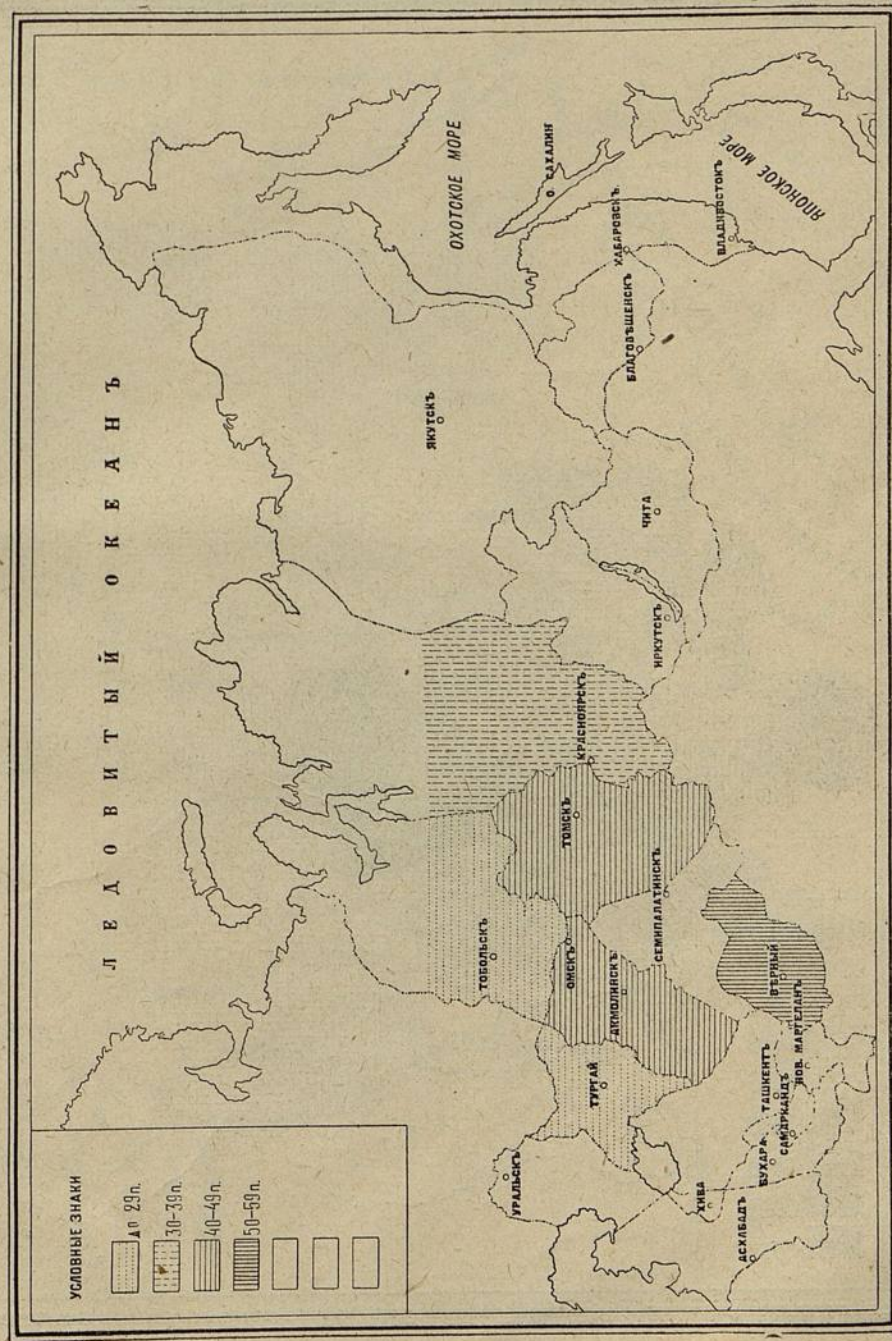 ЛЕДОВИТЫЙ ОКЕАНЪ
УСЛОВНЫЕ ЗНАКИ
до 29п.
30-39п.
40-49п.
50-59п.
ОХОТСКОЕ МОРЕ
О. САХАЛИН
ЯПОНСКОЕ МОРЕ
ЯКУТСКЪ
ХАБАРОВСКЪ
ВЛАДИВОСТОКЪ
БЛАГОВѢЩЕНСК
ЧИТА
ИРКУТСКЪ
КРАСНОЯРСКЪ
ТОМСКЪ
ТОБОЛЬСКЪ
ОМСКЪ
СЕМИПАЛАТИНСКЪ
АКМОЛИНСКЪ
ТУРГАЙ
УРАЛЬСКЪ
ВѢРНЫЙ
НОВ. МАРГЕЛАНЪ
ТАШКЕНТЪ
САМАРКАНДЪ
БУХАРА
ХИВА
АСХАБАДЪ